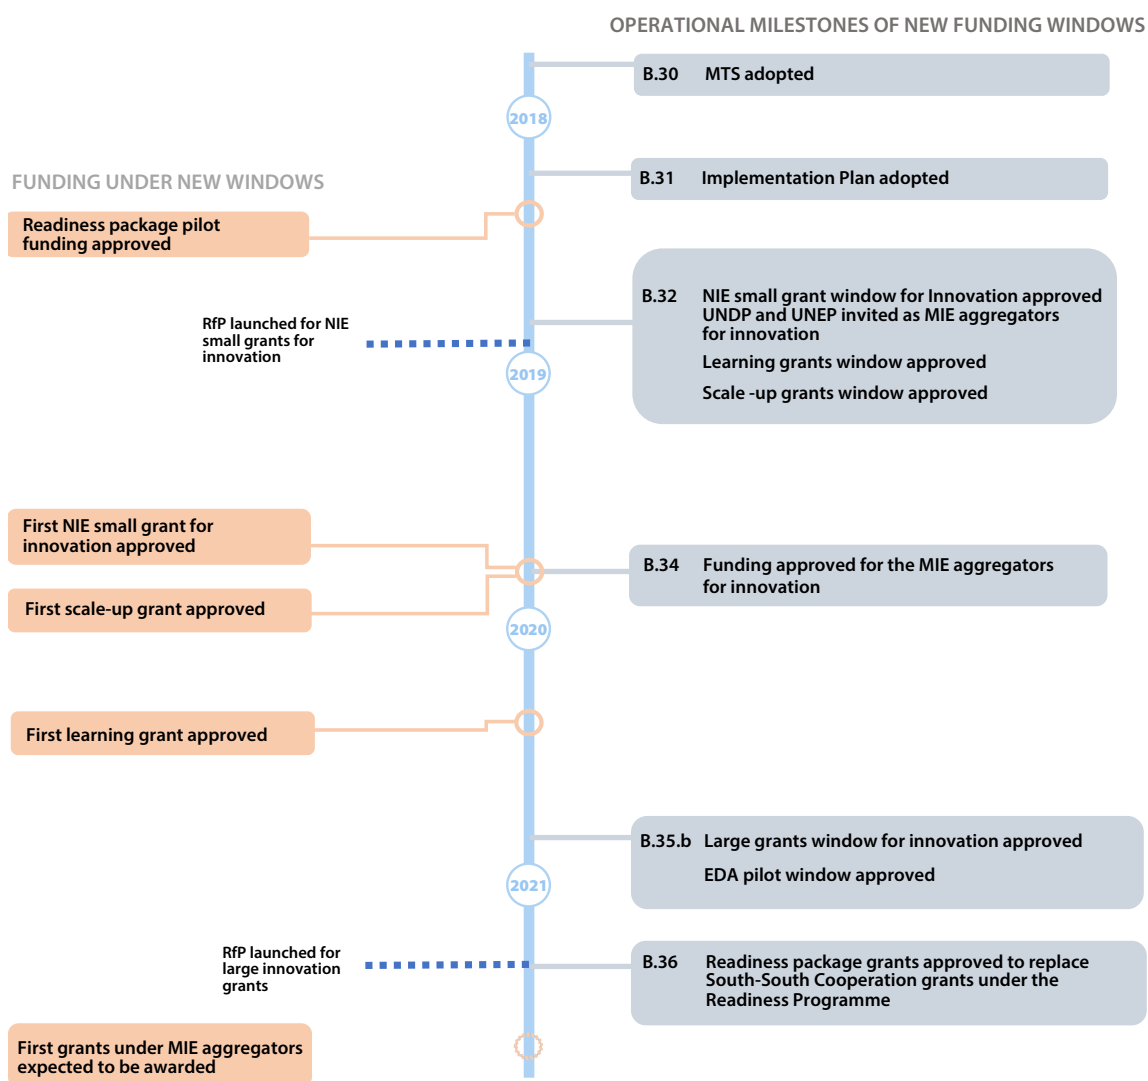 OPERATIONAL MILESTONES OF NEW FUNDING WINDOWS
B.30 MTS adopted
2018
B.31 Implementation Plan adopted
FUNDING UNDER NEW WINDOWS
Readiness package pilot
funding approved
B.32 NIE small grant window for Innovation approved
UNDP and UNEP invited as MIE aggregators
for innovation
Learning grants window approved
Scale -up grants window approved
RfP launched for NIE
small grants for
innovation
2019
First NIE small grant for
innovation approved
First scale-up grant approved
B.34 Funding approved for the MIE aggregators
for innovation
2020
First learning grant approved
B.35.b Large grants window for innovation approved
EDA pilot window approved
2021
RfP launched for
large innovation
grants
B.36 Readiness package grants approved to replace
South-South Cooperation grants under the
Readiness Programme
First grants under MIE aggregators
expected to be awarded